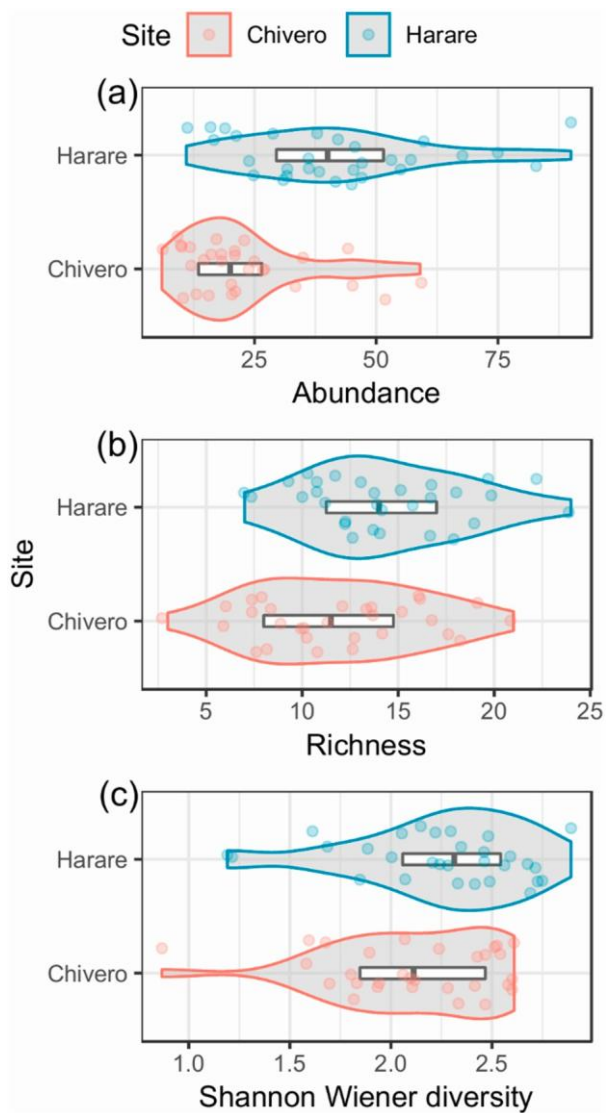 Site Chivero Harare
(a)
Harare
Chivero
25 50 75
Abundance
(b)
Harare
Chivero
5 10 15 20 25
Richness
Site
(c)
Harare
Chivero
1.0 1.5 2.0 2.5
Shannon Wiener diversity